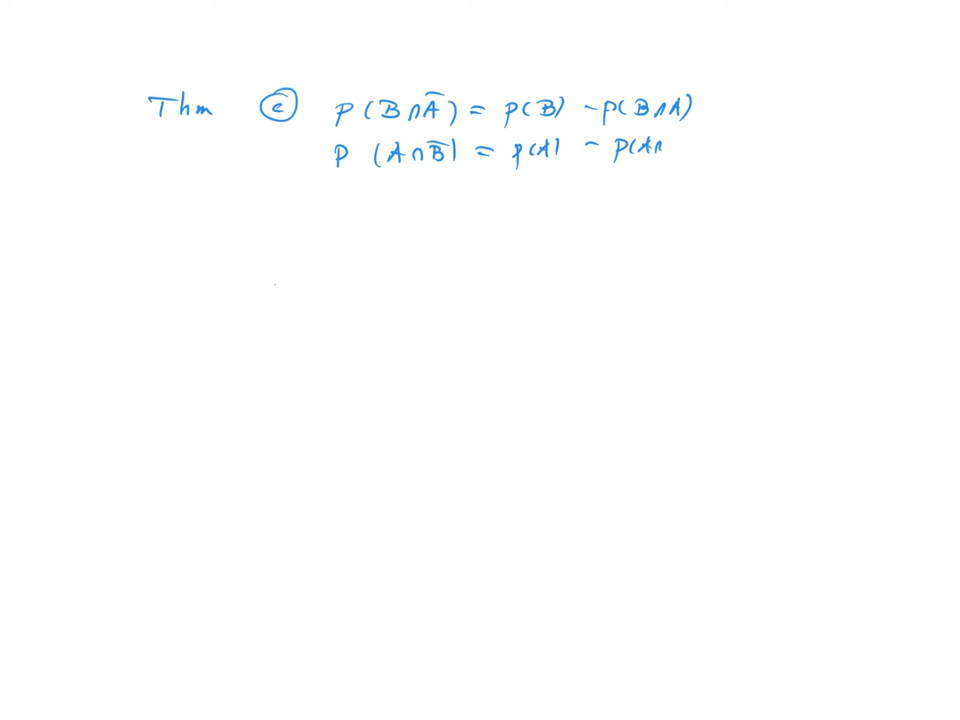 Thm ⓒ P(B∩A̅) = P(B) - P(B∩A)
P(A∩B̅) = P(A) - P(A∩